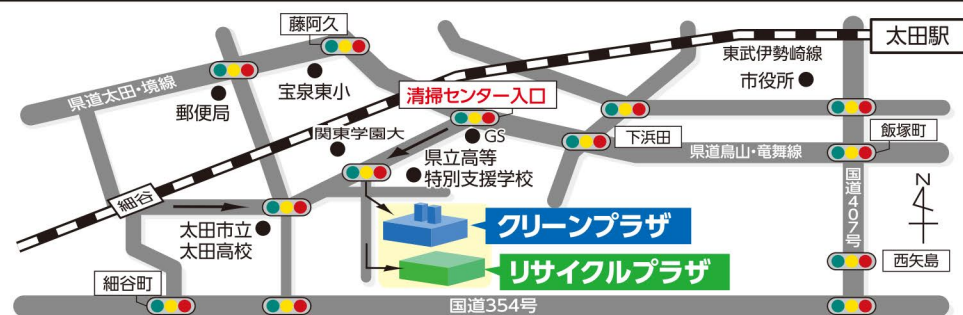 藤阿久
太田駅
東武伊勢崎線
市役所
県道太田・境線
郵便局
宝泉東小
清掃センター入口
GS
下浜田
飯塚町
県道鳥山・竜舞線
関東学園大
県立高等
特別支援学校
国道407号
N
細谷
太田市立
太田高校
クリーンプラザ
リサイクルプラザ
西矢島
細谷町
国道354号